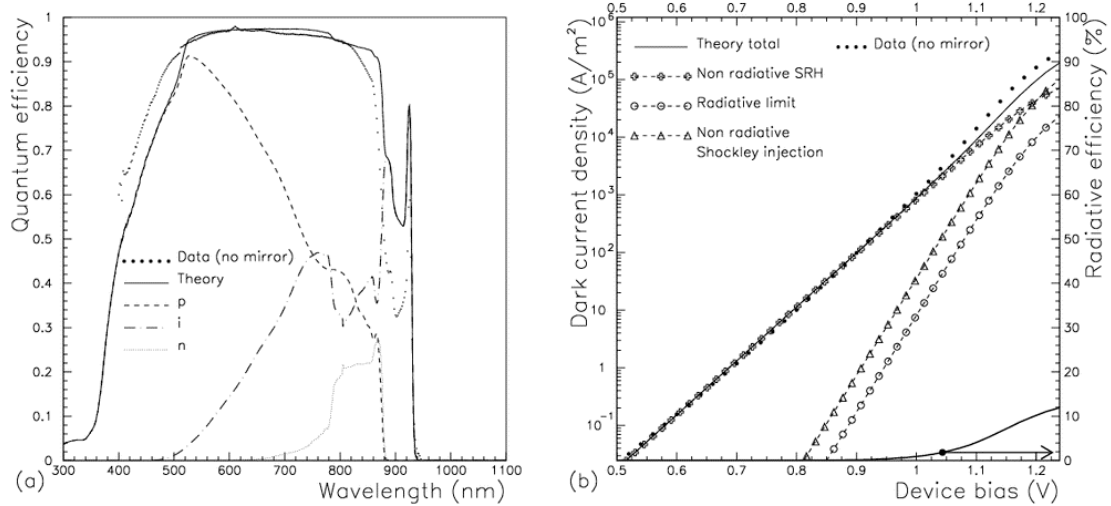 Quantum efficiency
1
0.9
0.8
0.7
0.6
0.5
0.4
0.3
0.2
0.1
0
Data (no mirror)
Theory
p
i
n
300 400 500 600 700 800 900 1000 1100
(a)
Wavelength (nm)
0.5 0.6 0.7 0.8 0.9 1 1.1 1.2
Dark current density (A/m²)
10⁶
10⁵
10⁴
10³
10²
10
1
10⁻¹
Theory total
Data (no mirror)
Non radiative SRH
Radiative limit
Non radiative
Shockley injection
100
90
80
70
60
50
40
30
20
10
0
Radiative efficiency (%)
0.5 0.6 0.7 0.8 0.9 1 1.1 1.2
(b)
Device bias (V)